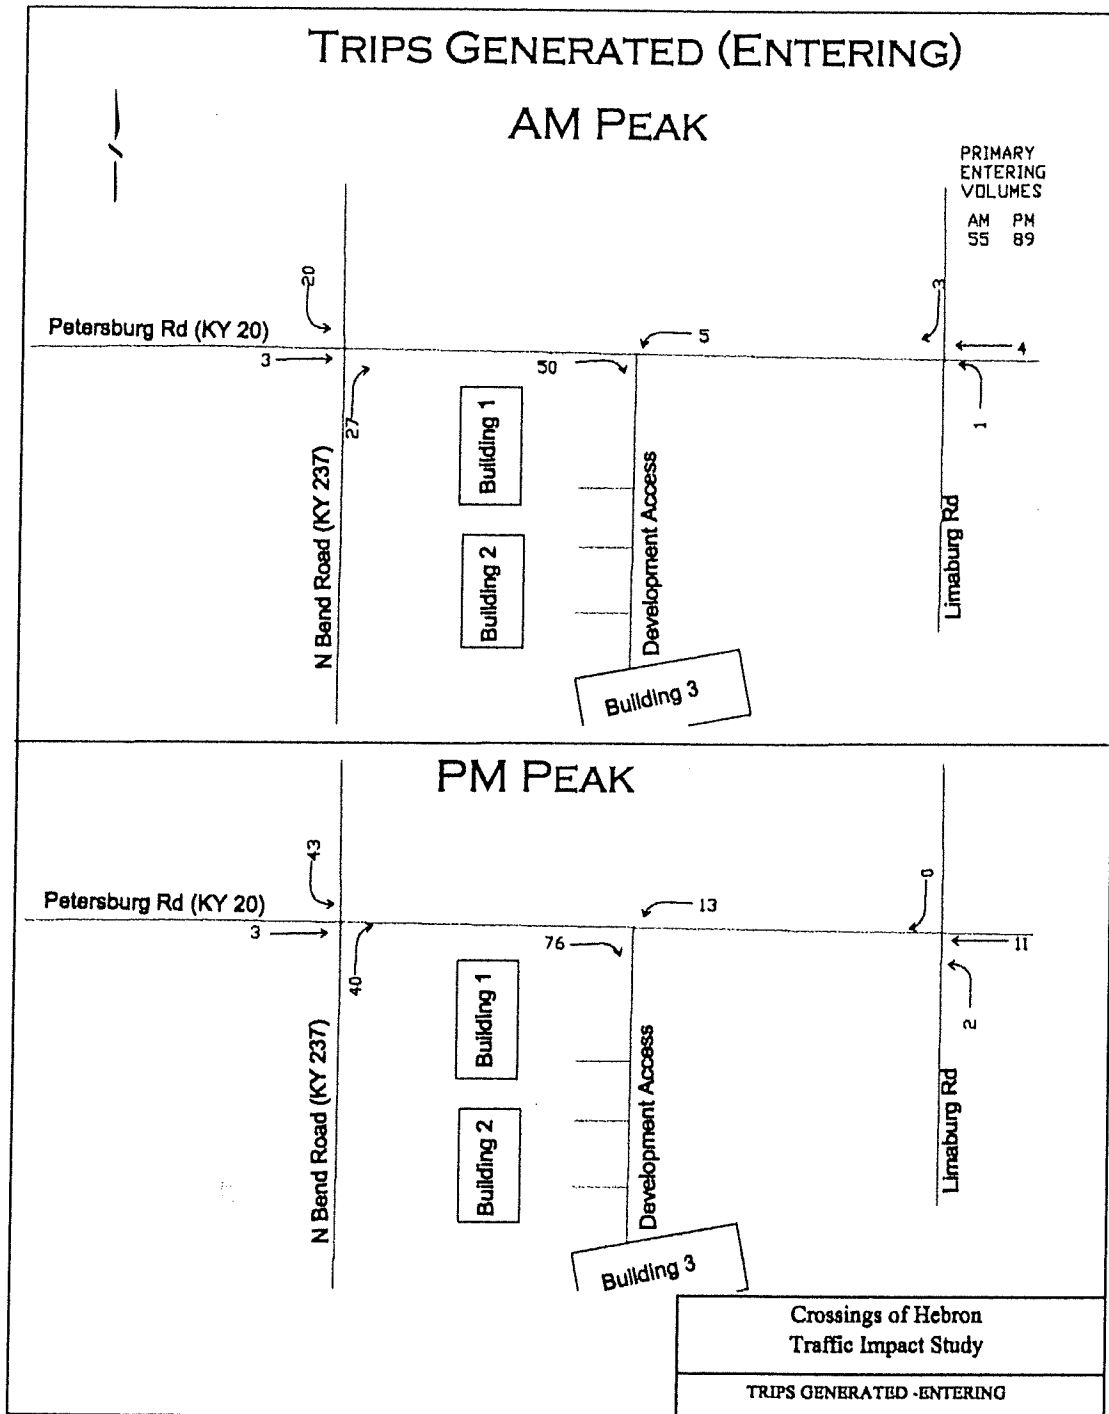 TRIPS GENERATED (ENTERING)
AM PEAK
PRIMARY
ENTERING
VOLUMES
AM PM
55 89
20
3
Petersburg Rd (KY 20)
5
4
3
50
27
1
Building 1
Building 2
Building 3
N Bend Road (KY 237)
Development Access
Limaburg Rd
PM PEAK
43
0
Petersburg Rd (KY 20)
13
3
76
11
40
2
Building 1
Building 2
Building 3
N Bend Road (KY 237)
Development Access
Limaburg Rd
Crossings of Hebron
Traffic Impact Study
TRIPS GENERATED -ENTERING